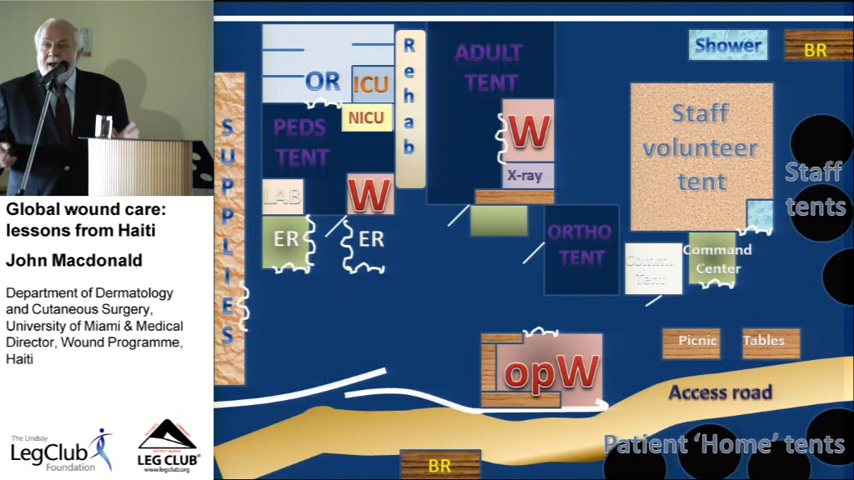 Global wound care:
lessons from Haiti
John Macdonald
Department of Dermatology
and Cutaneous Surgery,
University of Miami & Medical
Director, Wound Programme,
Haiti
The Lindsay
LegClub
Foundation
LEG CLUB®
www.legclub.org
SUPPLIES
OR
ICU
NICU
PEDS
TENT
LAB
W
ER
ER
Rehab
ADULT
TENT
W
X-ray
ORTHO
TENT
Shower
BR
Staff
volunteer
tent
Staff
tents
Comm
Tent
Command
Center
opW
Picnic
Tables
Access road
Patient 'Home' tents
BR